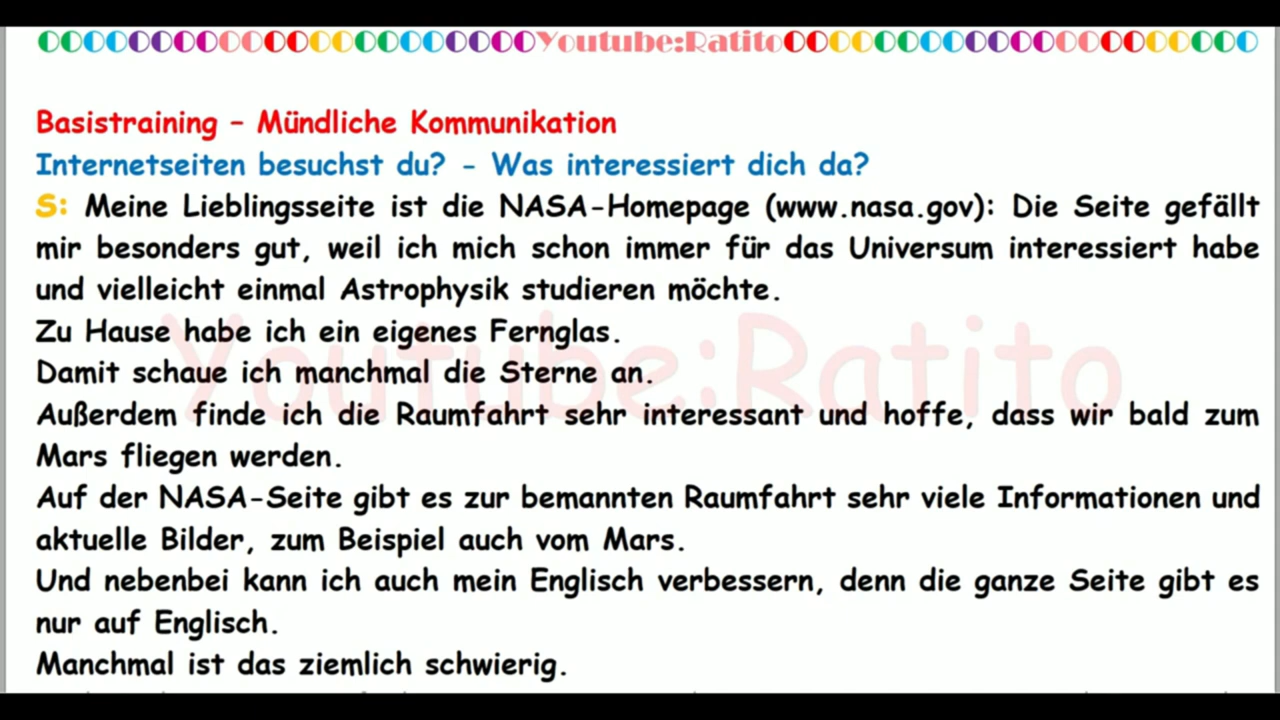 Youtube:Ratito
Basistraining – Mündliche Kommunikation
Internetseiten besuchst du? - Was interessiert dich da?
S: Meine Lieblingsseite ist die NASA-Homepage (www.nasa.gov): Die Seite gefällt
mir besonders gut, weil ich mich schon immer für das Universum interessiert habe
und vielleicht einmal Astrophysik studieren möchte.
Zu Hause habe ich ein eigenes Fernglas.
Damit schaue ich manchmal die Sterne an.
Youtube:Ratito
Außerdem finde ich die Raumfahrt sehr interessant und hoffe, dass wir bald zum
Mars fliegen werden.
Auf der NASA-Seite gibt es zur bemannten Raumfahrt sehr viele Informationen und
aktuelle Bilder, zum Beispiel auch vom Mars.
Und nebenbei kann ich auch mein Englisch verbessern, denn die ganze Seite gibt es
nur auf Englisch.
Manchmal ist das ziemlich schwierig.